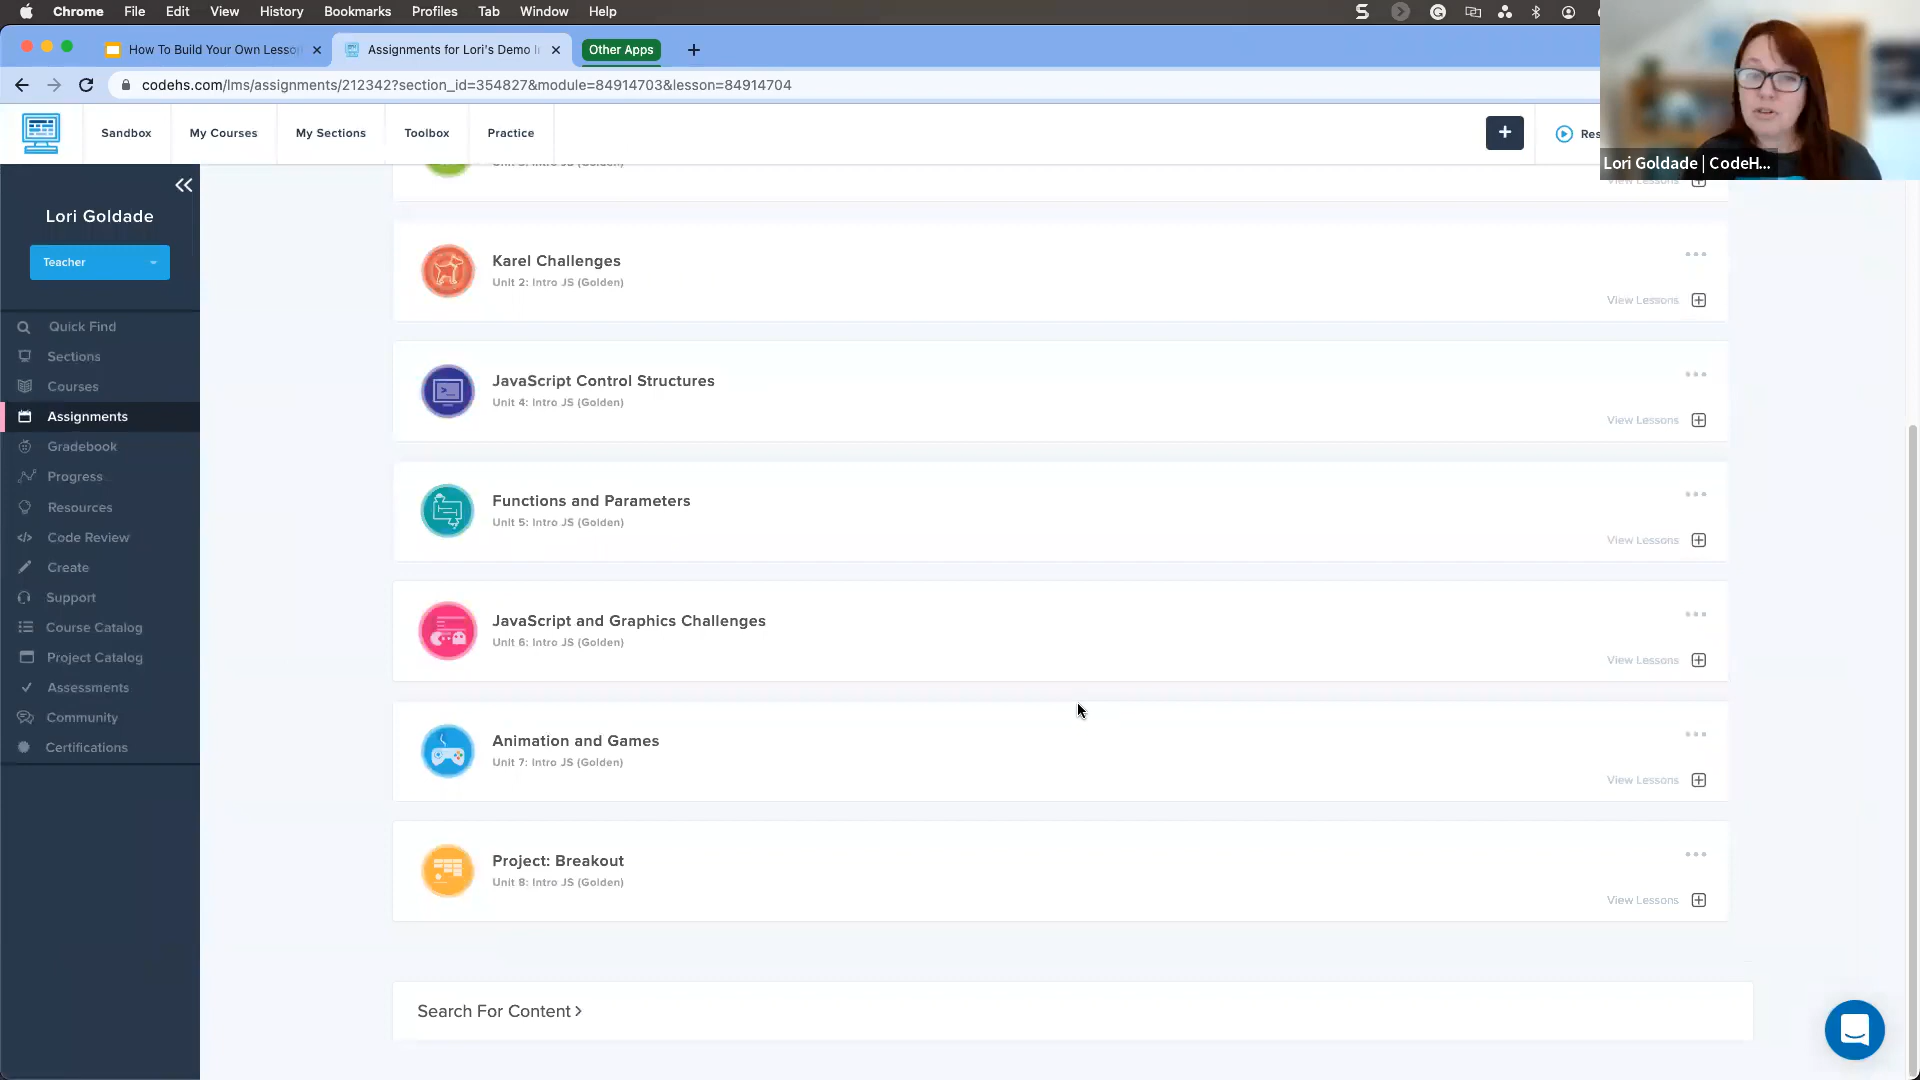 Chrome File Edit View History Bookmarks Profiles Tab Window Help
How To Build Your Own Lesso
Assignments for Lori's Demo I
Other Apps
codehs.com/lms/assignments/212342?section_id=354827&module=84914703&lesson=84914704
Sandbox
My Courses
My Sections
Toolbox
Practice
+
Res
Lori Goldade | CodeH...
View Lessons
Lori Goldade
Teacher
Quick Find
Sections
Courses
Assignments
Gradebook
Progress
Resources
Code Review
Create
Support
Course Catalog
Project Catalog
Assessments
Community
Certifications
Karel Challenges
Unit 2: Intro JS (Golden)
View Lessons
JavaScript Control Structures
Unit 4: Intro JS (Golden)
View Lessons
Functions and Parameters
Unit 5: Intro JS (Golden)
View Lessons
JavaScript and Graphics Challenges
Unit 6: Intro JS (Golden)
View Lessons
Animation and Games
Unit 7: Intro JS (Golden)
View Lessons
Project: Breakout
Unit 8: Intro JS (Golden)
View Lessons
Search For Content >